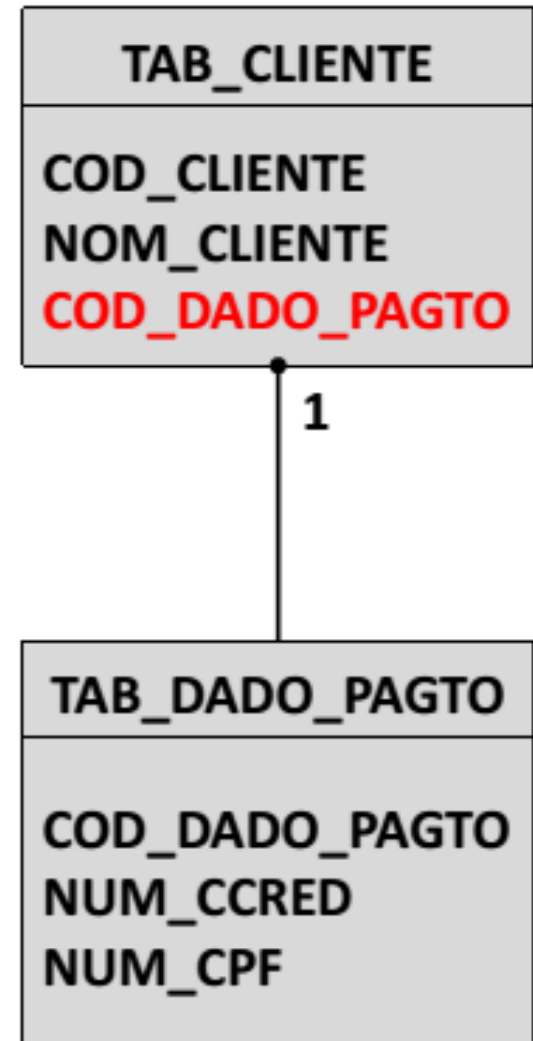 TAB_CLIENTE
COD_CLIENTE
NOM_CLIENTE
COD_DADO_PAGTO
1
TAB_DADO_PAGTO
COD_DADO_PAGTO
NUM_CCRED
NUM_CPF